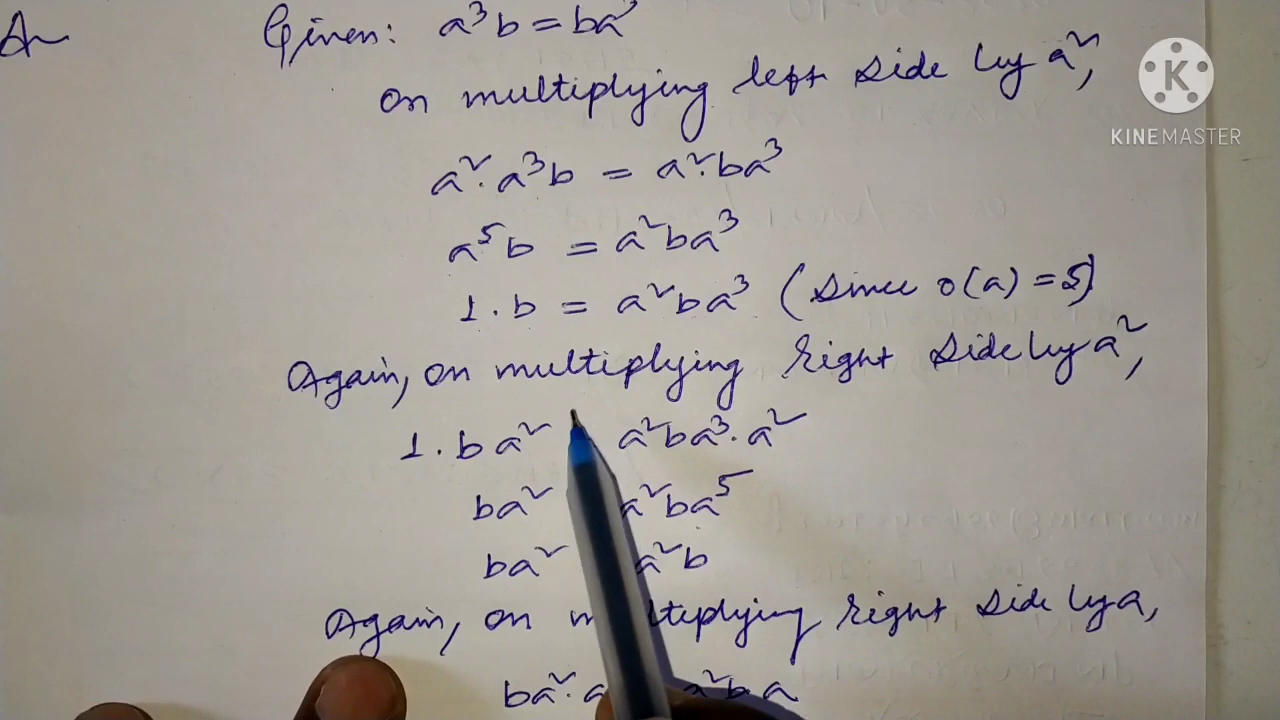 Given: a³b = ba³
on multiplying left side by a²,
KINEMASTER
a².a³b = a².ba³
a⁵b = a²ba³
1.b = a²ba³ (Since o(a) = 5)
Again, on multiplying right side by a²,
1.ba² a²ba³.a²
ba² a²ba⁵
ba² a²b
Again, on multiplying right side by a,
ba².a a²ba